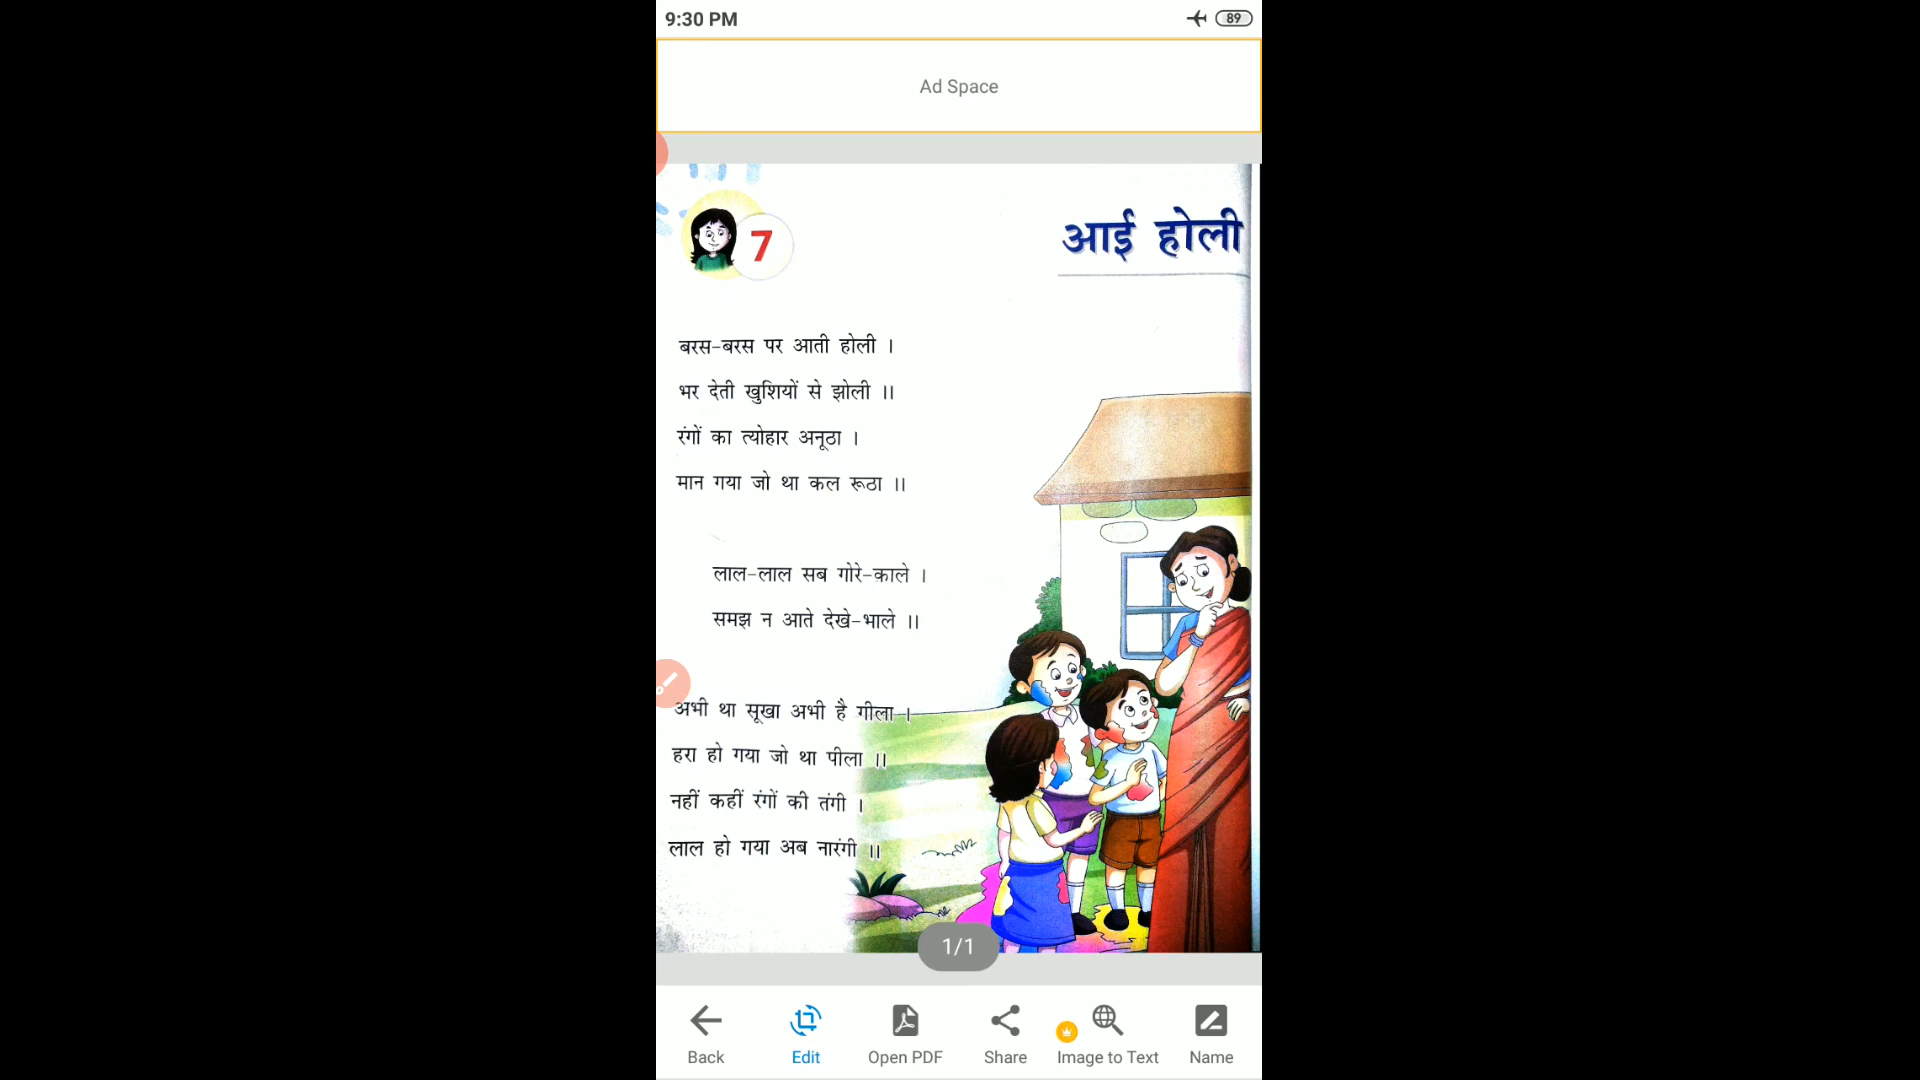 9:30 PM
89
Ad Space
7
आई होली
बरस-बरस पर आती होली ।
भर देती खुशियों से झोली ।।
रंगों का त्योहार अनूठा ।
मान गया जो था कल रूठा ।।
लाल-लाल सब गोरे-काले ।
समझ न आते देखे-भाले ।।
अभी था सूखा अभी है गीला ।
हरा हो गया जो था पीला ।।
नहीं कहीं रंगों की तंगी ।
लाल हो गया अब नारंगी ।।
1/1
Back
Edit
Open PDF
Share
Image to Text
Name